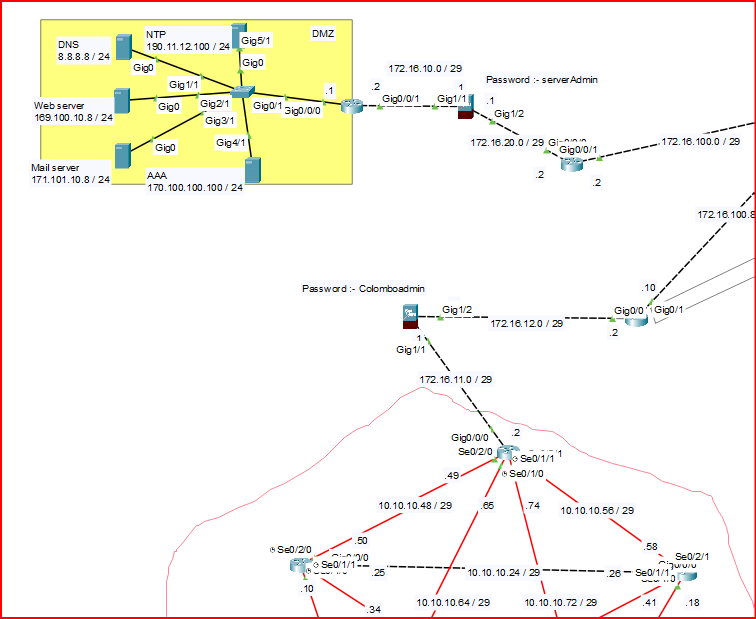 NTP
190.11.12.100 / 24
DMZ
Gig5/1
DNS
8.8.8.8 / 24
Gig0
Gig0
172.16.10.0 / 29
Password :- serverAdmin
Gig1/1
.1
.2
1
.1
Web server
169.100.10.8 / 24
Gig0
Gig2/1
Gig0/1
Gig0/0/0
Gig0/0/1
Gig1/1
Gig1/2
Gig3/1
Gig0
Gig4/1
172.16.20.0 / 29
Gig0/0/1
172.16.100.0 / 29
Mail server
171.101.10.8 / 24
AAA
170.100.100.100 / 24
.2
.2
172.16.100.8
Password :- Colomboadmin
.10
Gig1/2
172.16.12.0 / 29
Gig0/0
Gig0/1
.2
1
Gig1/1
172.16.11.0 / 29
Gig0/0/0
.2
Se0/2/0
Se0/1/1
Se0/1/0
.49
10.10.10.48 / 29
.65
.74
10.10.10.56 / 29
.50
.58
Se0/2/0
Se0/2/1
Se0/1/1
.25
10.10.10.24 / 29
.26
Se0/1/1
.10
.34
10.10.10.64 / 29
10.10.10.72 / 29
.41
.18